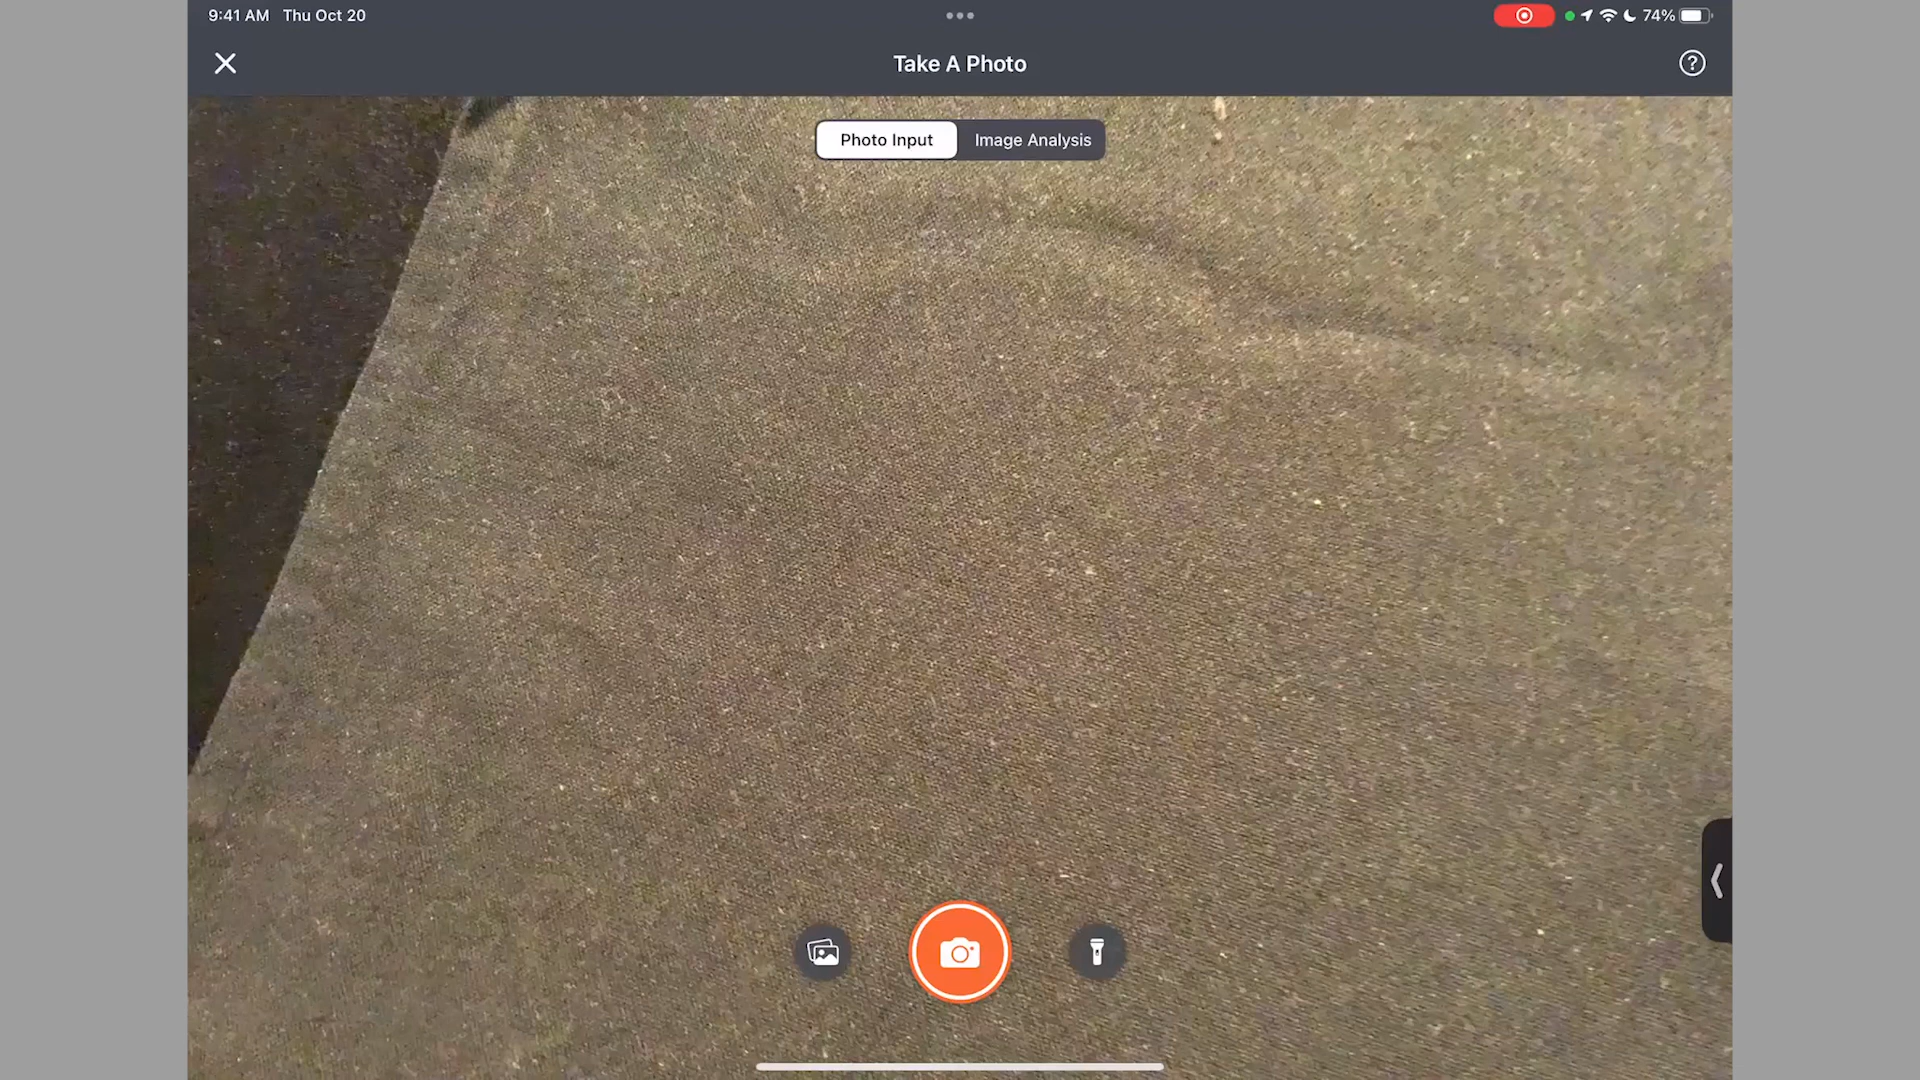 9:41 AM Thu Oct 20
74%
Take A Photo
Photo Input
Image Analysis